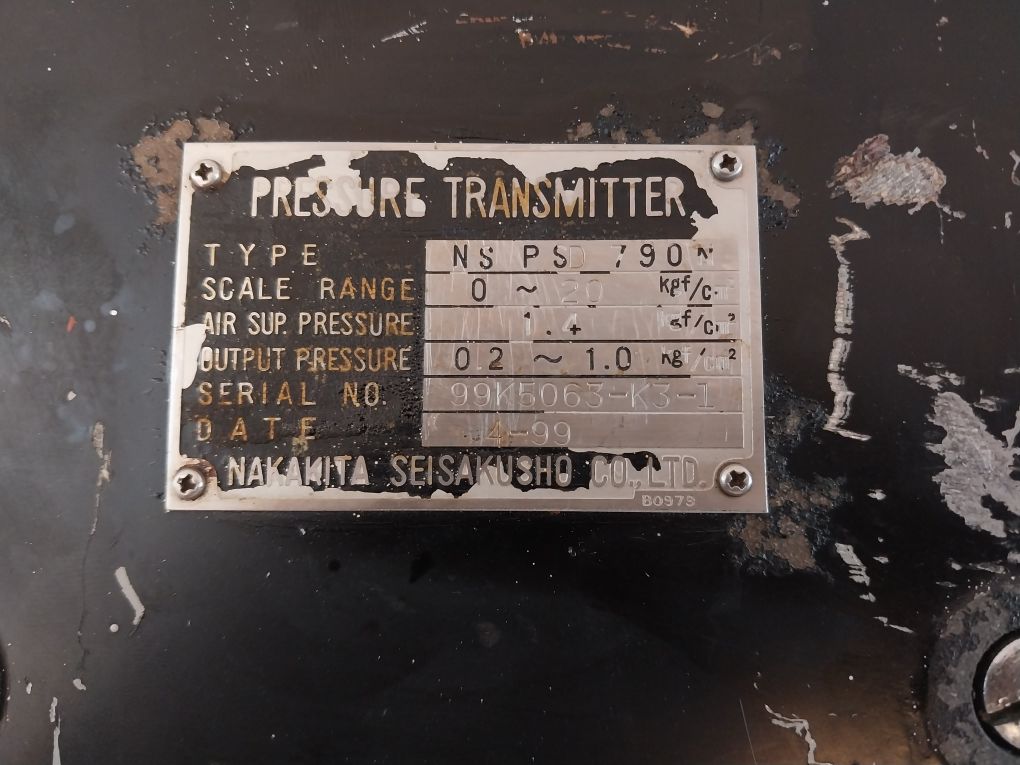 PRESSURE TRANSMITTER
TYPE NS PSD 790N
SCALE RANGE 0 ~ 20 kgf/cm²
AIR SUP. PRESSURE 1.4 kgf/cm²
OUTPUT PRESSURE 0.2 ~ 1.0 kgf/cm²
SERIAL NO. 99K5063-K3-1
DATE 4-99
NAKAKITA SEISAKUSHO CO.,LTD.
B0979